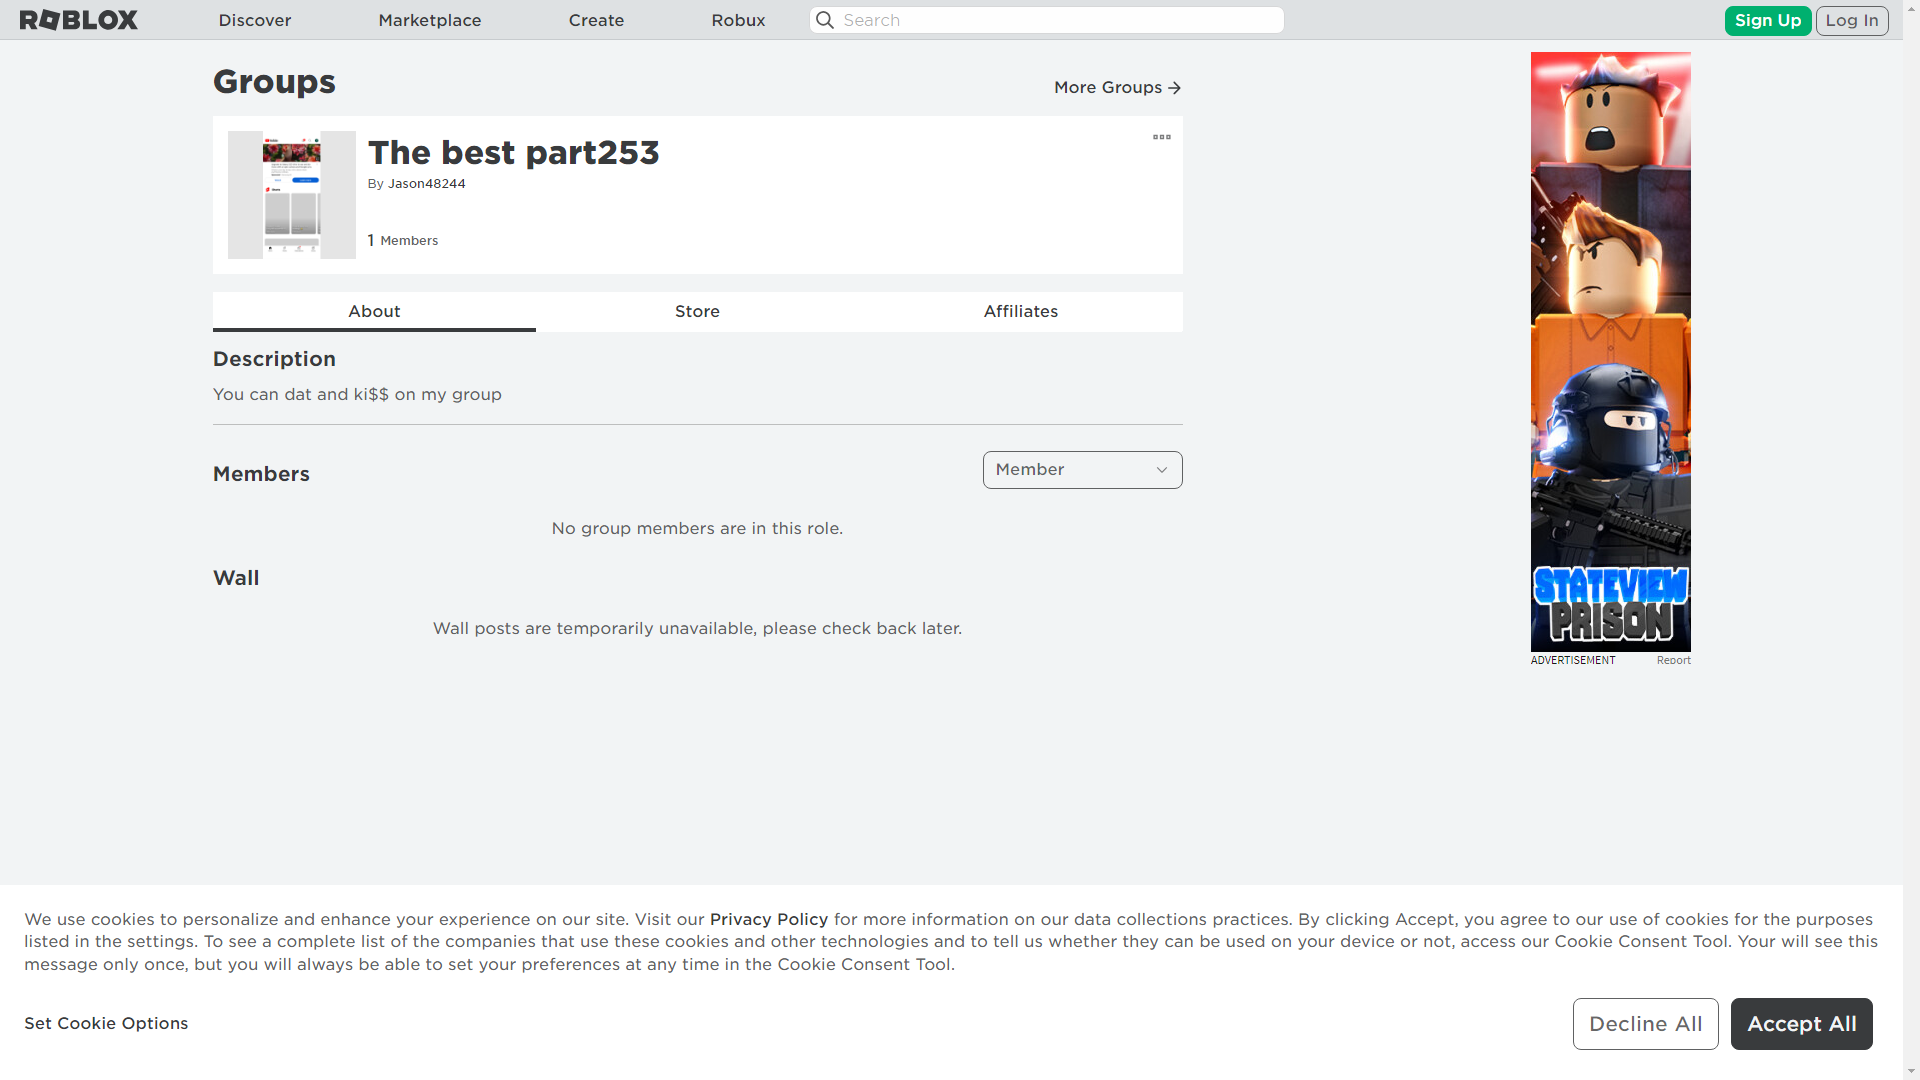 ROBLOX
Discover
Marketplace
Create
Robux
Search
Sign Up
Log In
Groups
More Groups
The best part253
By Jason48244
1 Members
About
Store
Affiliates
Description
You can dat and ki$$ on my group
Members
Member
No group members are in this role.
Wall
Wall posts are temporarily unavailable, please check back later.
STATEVIEW
PRISON
ADVERTISEMENT
Report
We use cookies to personalize and enhance your experience on our site. Visit our Privacy Policy for more information on our data collections practices. By clicking Accept, you agree to our use of cookies for the purposes
listed in the settings. To see a complete list of the companies that use these cookies and other technologies and to tell us whether they can be used on your device or not, access our Cookie Consent Tool. Your will see this
message only once, but you will always be able to set your preferences at any time in the Cookie Consent Tool.
Set Cookie Options
Decline All
Accept All